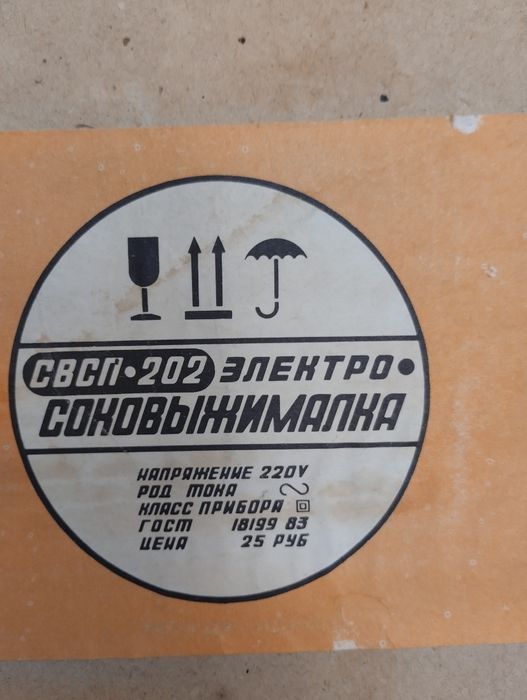 СВСП•202 ЭЛЕКТРО•
СОКОВЫЖИМАЛКА
НАПРЯЖЕНИЕ 220V
РОД ТОКА ~
КЛАСС ПРИБОРА
ГОСТ 18199 83
ЦЕНА 25 РУБ